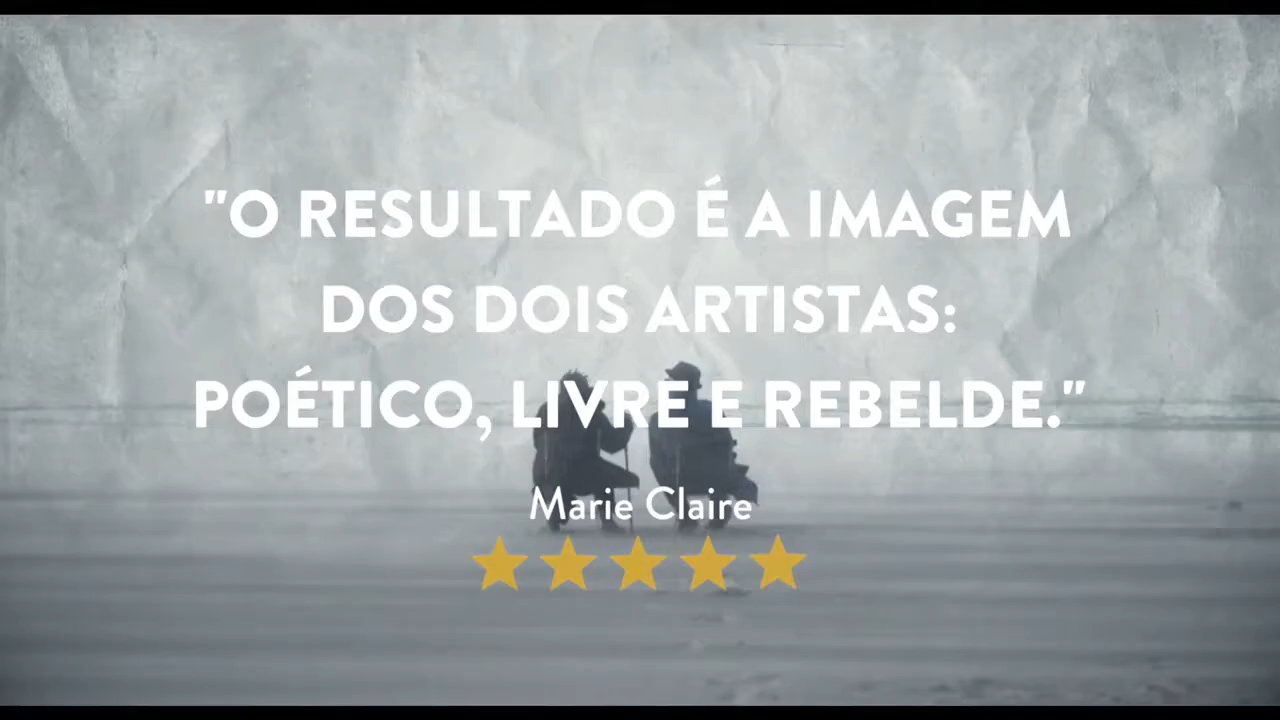 "O RESULTADO É A IMAGEM
DOS DOIS ARTISTAS:
POÉTICO, LIVRE E REBELDE."
Marie Claire